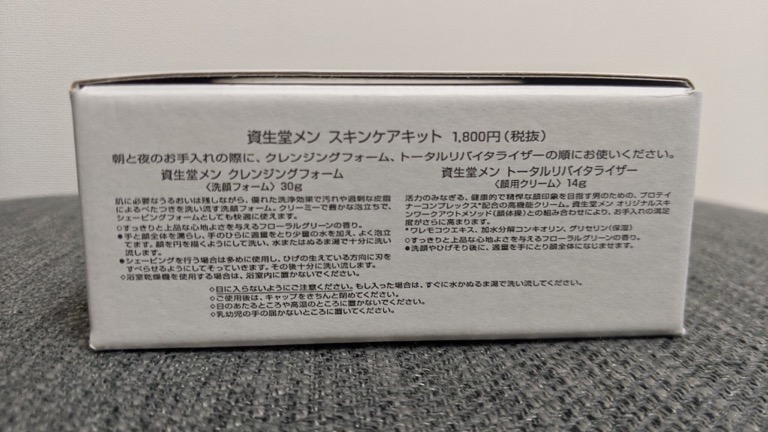 資生堂メン スキンケアキット 1,800円(税抜)
朝と夜のお手入れの際に、クレンジングフォーム、トータルリバイタライザーの順にお使いください。
資生堂メン クレンジングフォーム
〈洗顔フォーム〉30g
肌に必要なうるおいは残しながら、優れた洗浄効果で汚れや過剰な皮脂
によるべたつきを洗い流す洗顔フォーム。クリーミーで豊かな泡立ちで、
シェービングフォームとしても快適に使えます。
○すっきりと上品な心地よさを与えるフローラルグリーンの香り。
●手と顔全体を濡らし、手のひらに適量をとり少量の水を加え、よく泡立
てます。顔を円を描くようにして洗い、水またはぬるま湯で十分に洗い
流します。
●シェービングを行う場合は多めに使用し、ひげの生えている方向に刃を
すべらせるようにしてそっていきます。その後十分に洗い流します。
◇浴室乾燥機を使用する場合は、浴室内に置かないでください。
資生堂メン トータルリバイタライザー
〈顔用クリーム〉14g
活力のみなぎる、健康的で精悍な顔印象を目指す男のための、プロテイ
ナーコンプレックス*配合の高機能クリーム。資生堂メン オリジナルスキ
ンワークアウトメソッド(顔体操)との組み合わせにより、お手入れの満足
度がさらに高まります。
*ワレモコウエキス、加水分解コンキオリン、グリセリン(保湿)
○すっきりと上品な心地よさを与えるフローラルグリーンの香り。
●洗顔やひげそり後に、適量を手にとり顔全体になじませます。
◇目に入らないようにご注意ください。もし入った場合は、すぐに水かぬるま湯で洗い流してください。
◇ご使用後は、キャップをきちんと閉めてください。
◇日のあたるところや高温のところに置かないでください。
◇乳幼児の手の届かないところに置いてください。